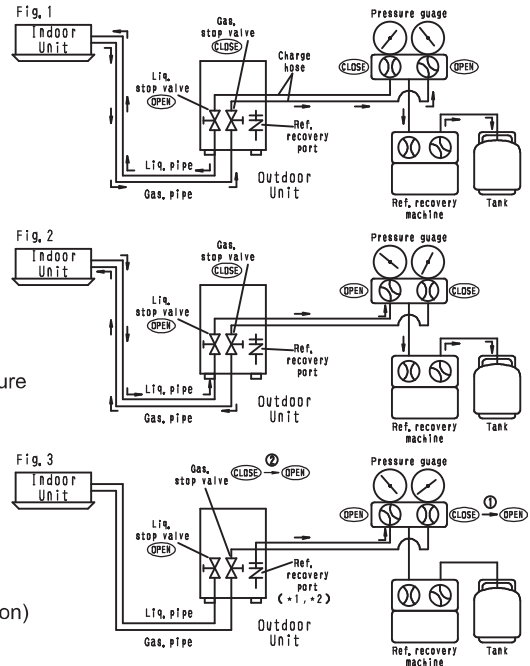 Fig. 1
Indoor
Unit
Gas.
stop valve
CLOSE
Liq.
stop valve
OPEN
Charge
hose
Pressure guage
CLOSE
OPEN
Ref.
recovery
port
Liq. pipe
Gas. pipe
Outdoor
Unit
Ref. recovery
machine
Tank
Fig. 2
Indoor
Unit
Gas.
stop valve
CLOSE
Liq.
stop valve
OPEN
Pressure guage
OPEN
CLOSE
Ref.
recovery
port
Liq. pipe
Gas. pipe
Outdoor
Unit
Ref. recovery
machine
Tank
ure
Fig. 3
Indoor
Unit
Gas.
stop valve
② CLOSE → OPEN
Liq.
stop valve
OPEN
Pressure guage
OPEN
① CLOSE → OPEN
Ref.
recovery
port
(*1,*2)
Liq. pipe
Gas. pipe
Outdoor
Unit
Ref. recovery
machine
Tank
on)